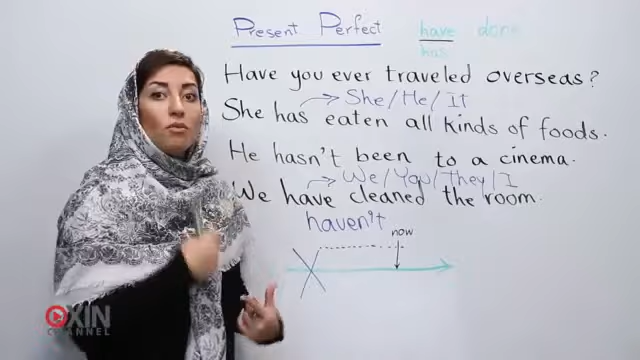 Present Perfect
have done
has
Have you ever traveled overseas?
She/He/It
She has eaten all kinds of foods.
He hasn't been to a cinema.
We/You/They/I
We have cleaned the room.
haven't
now
OXIN
CHANNEL